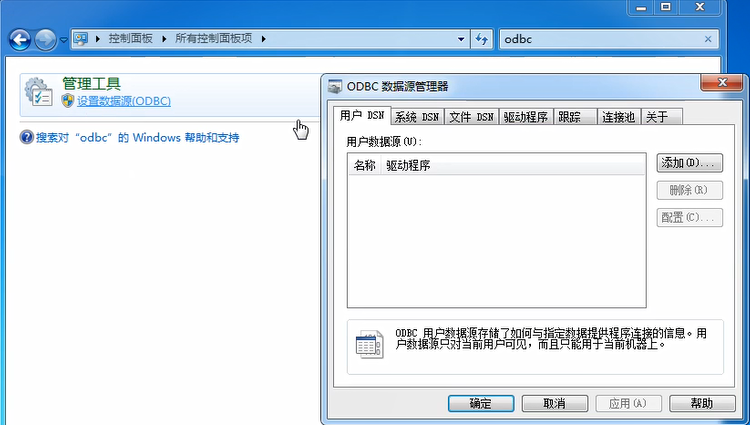 控制面板 所有控制面板项 odbc
管理工具
设置数据源(ODBC)
搜索对“odbc”的 Windows 帮助和支持
ODBC 数据源管理器
用户 DSN 系统 DSN 文件 DSN 驱动程序 跟踪 连接池 关于
用户数据源(U):
名称 驱动程序
添加(D)...
删除(R)
配置(C)...
ODBC 用户数据源存储了如何与指定数据提供程序连接的信息。用
户数据源只对当前用户可见，而且只能用于当前机器上。
确定 取消 应用(A) 帮助